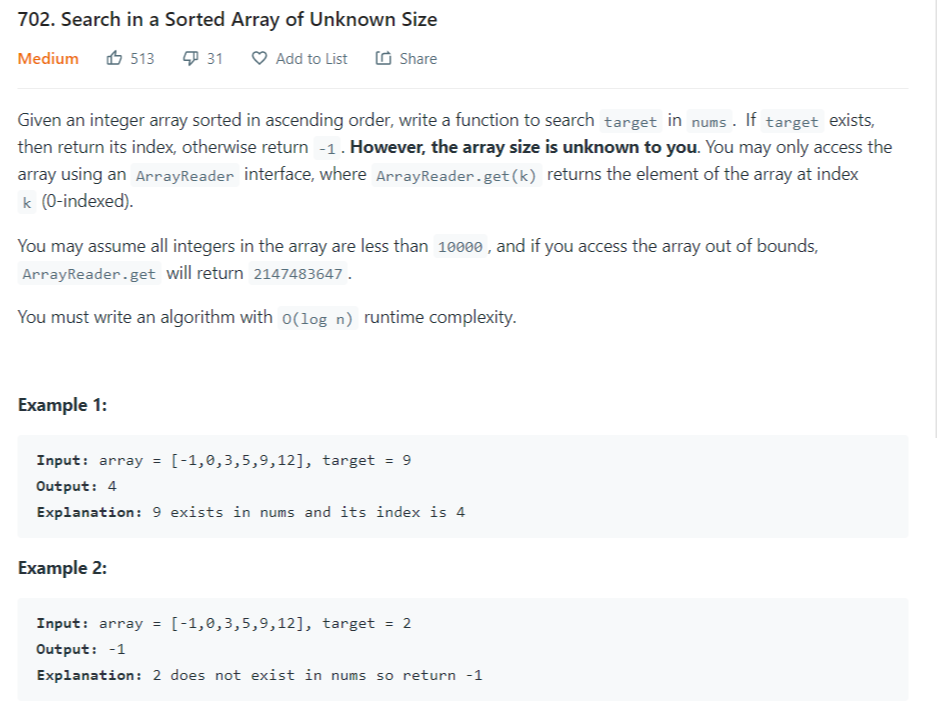 702. Search in a Sorted Array of Unknown Size
Medium 513 31 Add to List Share
Given an integer array sorted in ascending order, write a function to search target in nums. If target exists,
then return its index, otherwise return -1. However, the array size is unknown to you. You may only access the
array using an ArrayReader interface, where ArrayReader.get(k) returns the element of the array at index
k (0-indexed).
You may assume all integers in the array are less than 10000, and if you access the array out of bounds,
ArrayReader.get will return 2147483647.
You must write an algorithm with O(log n) runtime complexity.
Example 1:
Input: array = [-1,0,3,5,9,12], target = 9
Output: 4
Explanation: 9 exists in nums and its index is 4
Example 2:
Input: array = [-1,0,3,5,9,12], target = 2
Output: -1
Explanation: 2 does not exist in nums so return -1